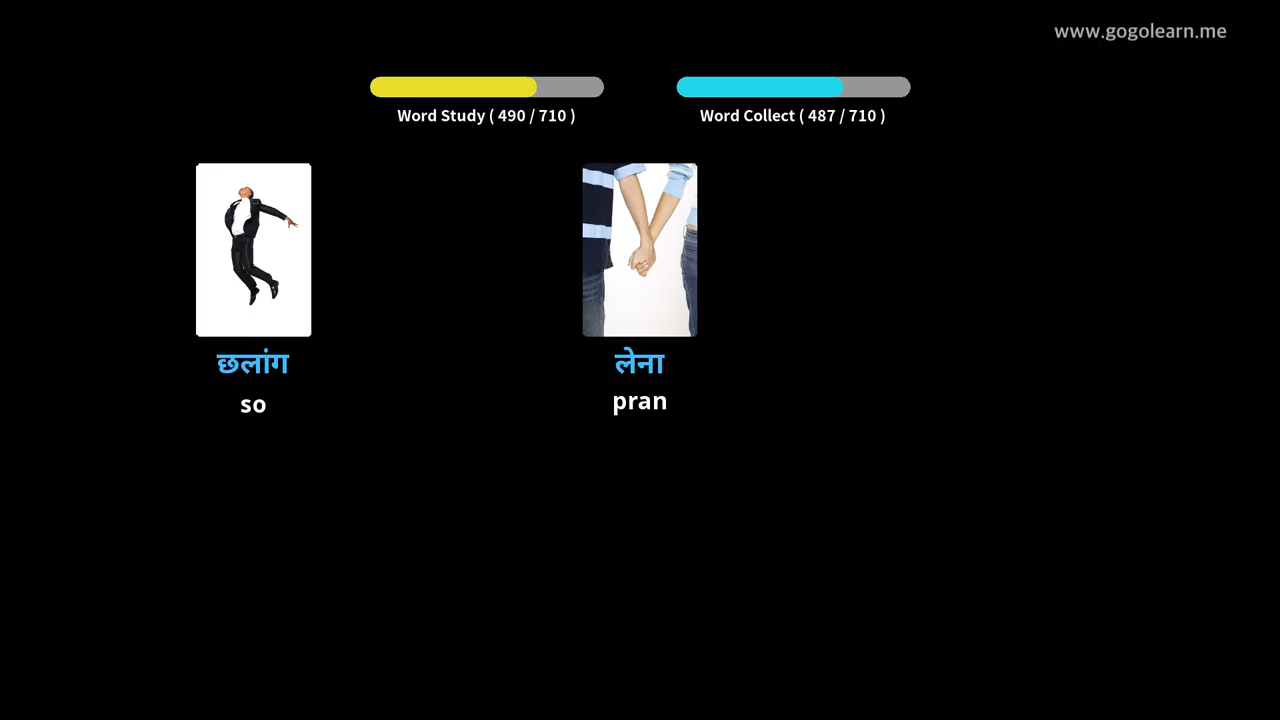 www.gogolearn.me
Word Study ( 490 / 710 )
Word Collect ( 487 / 710 )
छलांग
लेना
so
pran